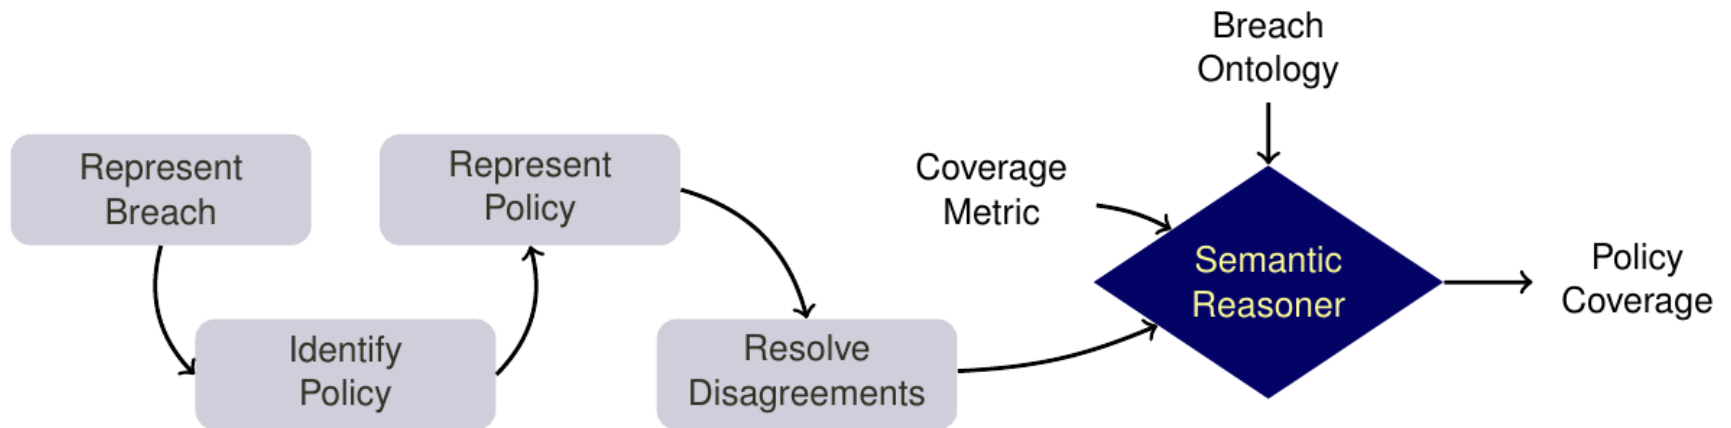 Represent
Breach
Identify
Policy
Represent
Policy
Resolve
Disagreements
Coverage
Metric
Breach
Ontology
Semantic
Reasoner
Policy
Coverage